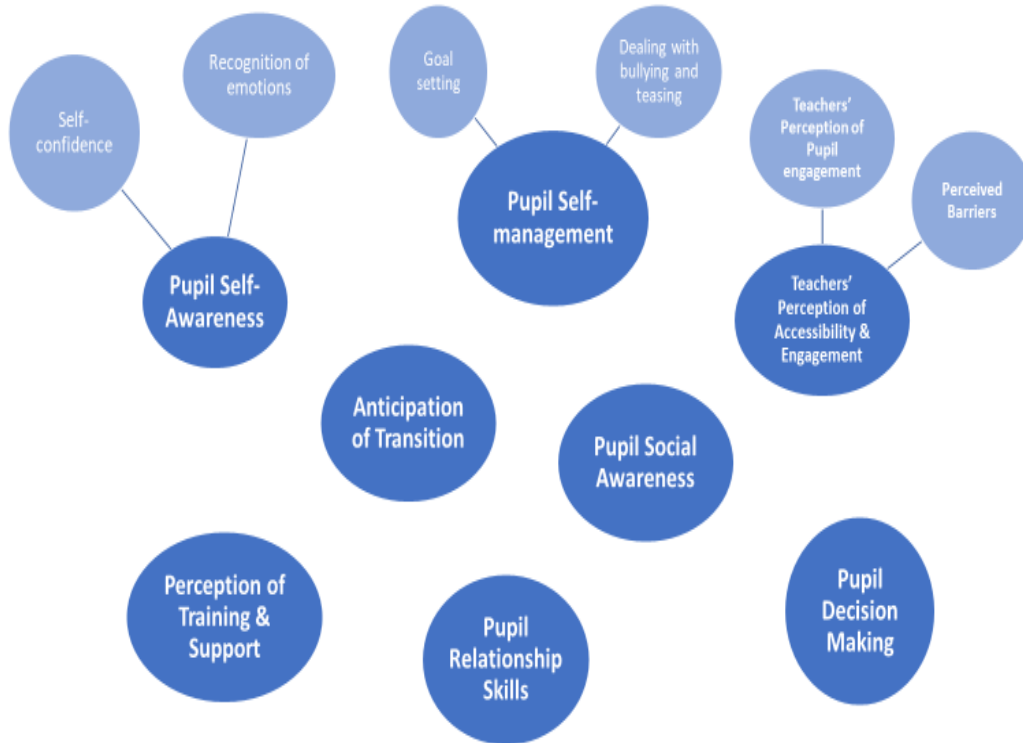 Self-
confidence
Recognition of
emotions
Goal
setting
Dealing with
bullying and
teasing
Teachers'
Perception of
Pupil
engagement
Perceived
Barriers
Pupil Self-
Awareness
Pupil Self-
management
Teachers'
Perception of
Accessibility &
Engagement
Anticipation
of Transition
Pupil Social
Awareness
Perception of
Training &
Support
Pupil
Relationship
Skills
Pupil
Decision
Making